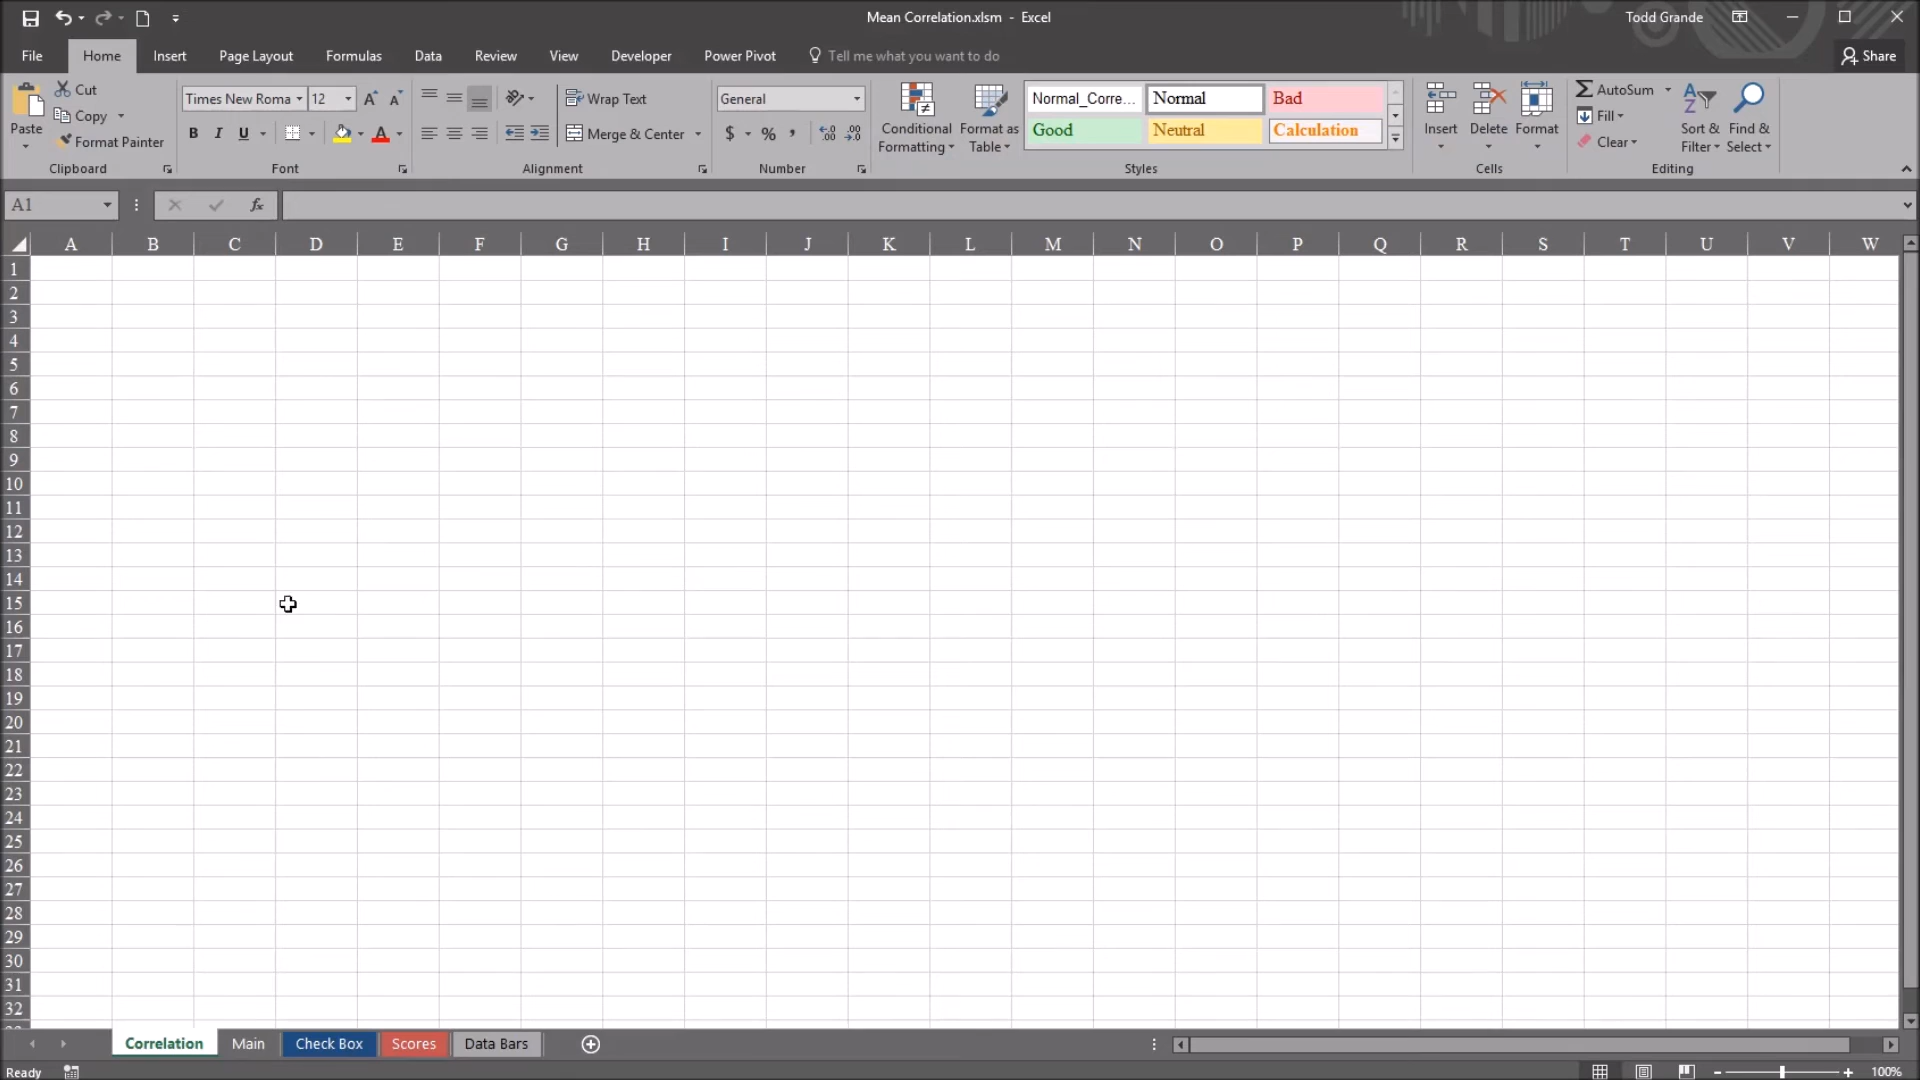 Mean Correlation.xlsm - Excel
Todd Grande
File Home Insert Page Layout Formulas Data Review View Developer Power Pivot Tell me what you want to do
Share
Paste
Cut
Copy
Format Painter
Clipboard
Times New Roma 12
B I U
Font
Wrap Text
Merge & Center
Alignment
General
$ % ,
Number
Conditional Formatting
Format as Table
Normal_Corre... Normal Bad
Good Neutral Calculation
Styles
Insert Delete Format
Cells
AutoSum
Fill
Clear
Sort & Filter
Find & Select
Editing
A1
fx
A B C D E F G H I J K L M N O P Q R S T U V W
1
2
3
4
5
6
7
8
9
10
11
12
13
14
15
16
17
18
19
20
21
22
23
24
25
26
27
28
29
30
31
32
Correlation Main Check Box Scores Data Bars
Ready
100%